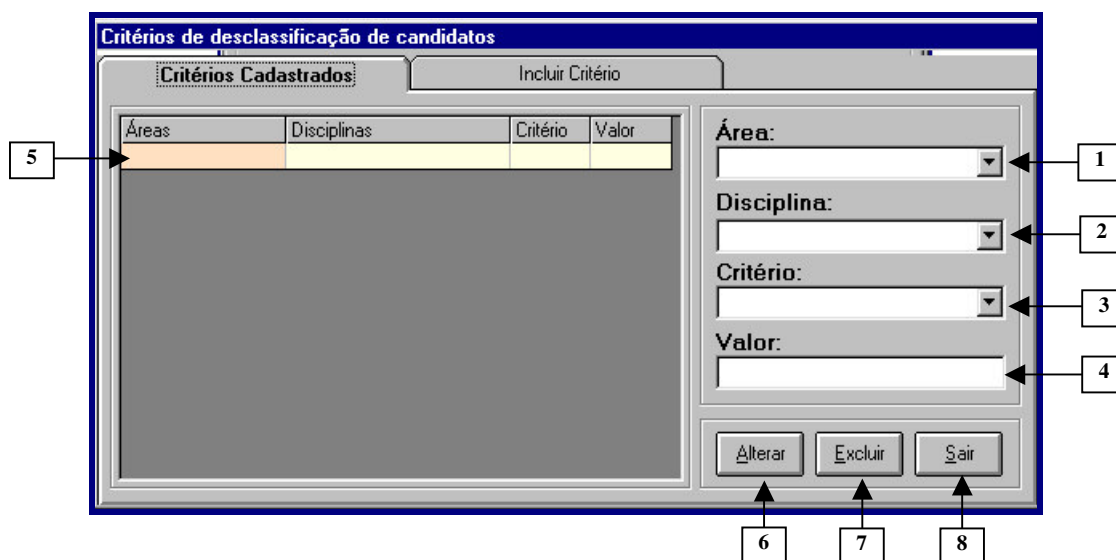 Critérios de desclassificação de candidatos
Critérios Cadastrados
Incluir Critério
Áreas Disciplinas Critério Valor
5
Área:
1
Disciplina:
2
Critério:
3
Valor:
4
Alterar Excluir Sair
6 7 8